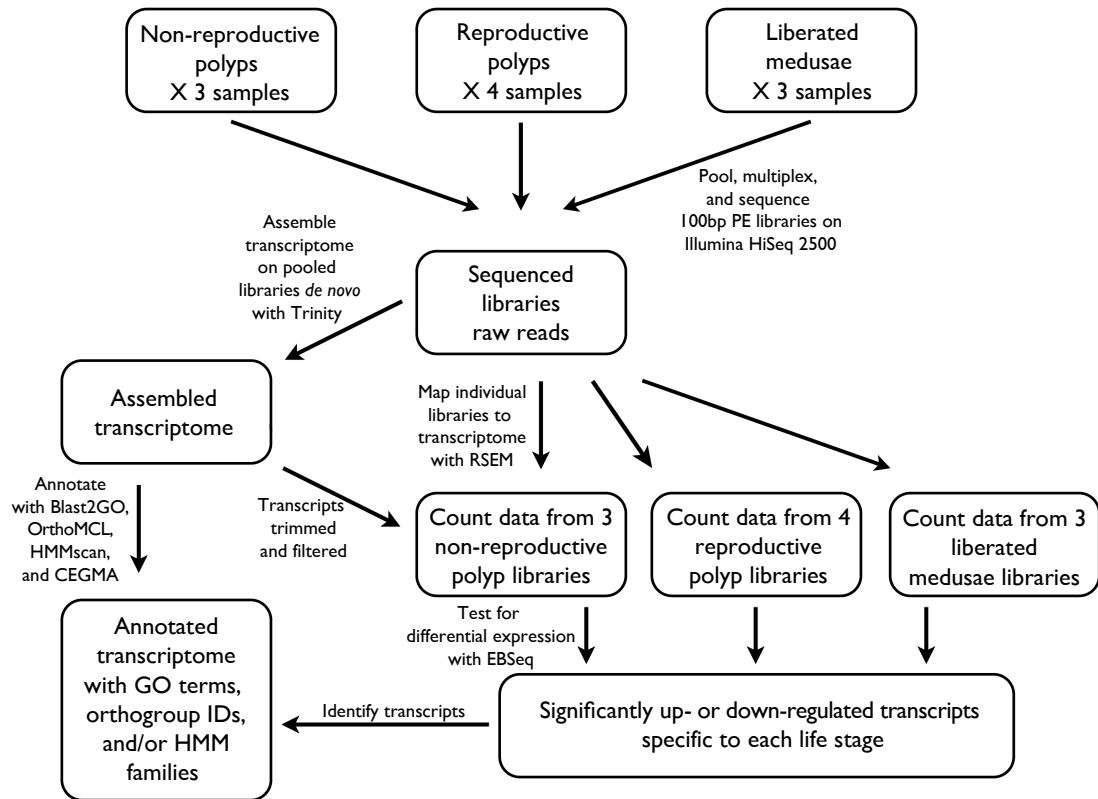 Non-reproductive
polyps
X 3 samples
Reproductive
polyps
X 4 samples
Liberated
medusae
X 3 samples
Pool, multiplex,
and sequence
100bp PE libraries on
Illumina HiSeq 2500
Assemble
transcriptome
on pooled
libraries de novo
with Trinity
Sequenced
libraries
raw reads
Assembled
transcriptome
Map individual
libraries to
transcriptome
with RSEM
Annotate
with Blast2GO,
OrthoMCL,
HMMscan,
and CEGMA
Transcripts
trimmed
and filtered
Count data from 3
non-reproductive
polyp libraries
Count data from 4
reproductive
polyp libraries
Count data from 3
liberated
medusae libraries
Test for
differential expression
with EBSeq
Annotated
transcriptome
with GO terms,
orthogroup IDs,
and/or HMM
families
Identify transcripts
Significantly up- or down-regulated transcripts
specific to each life stage